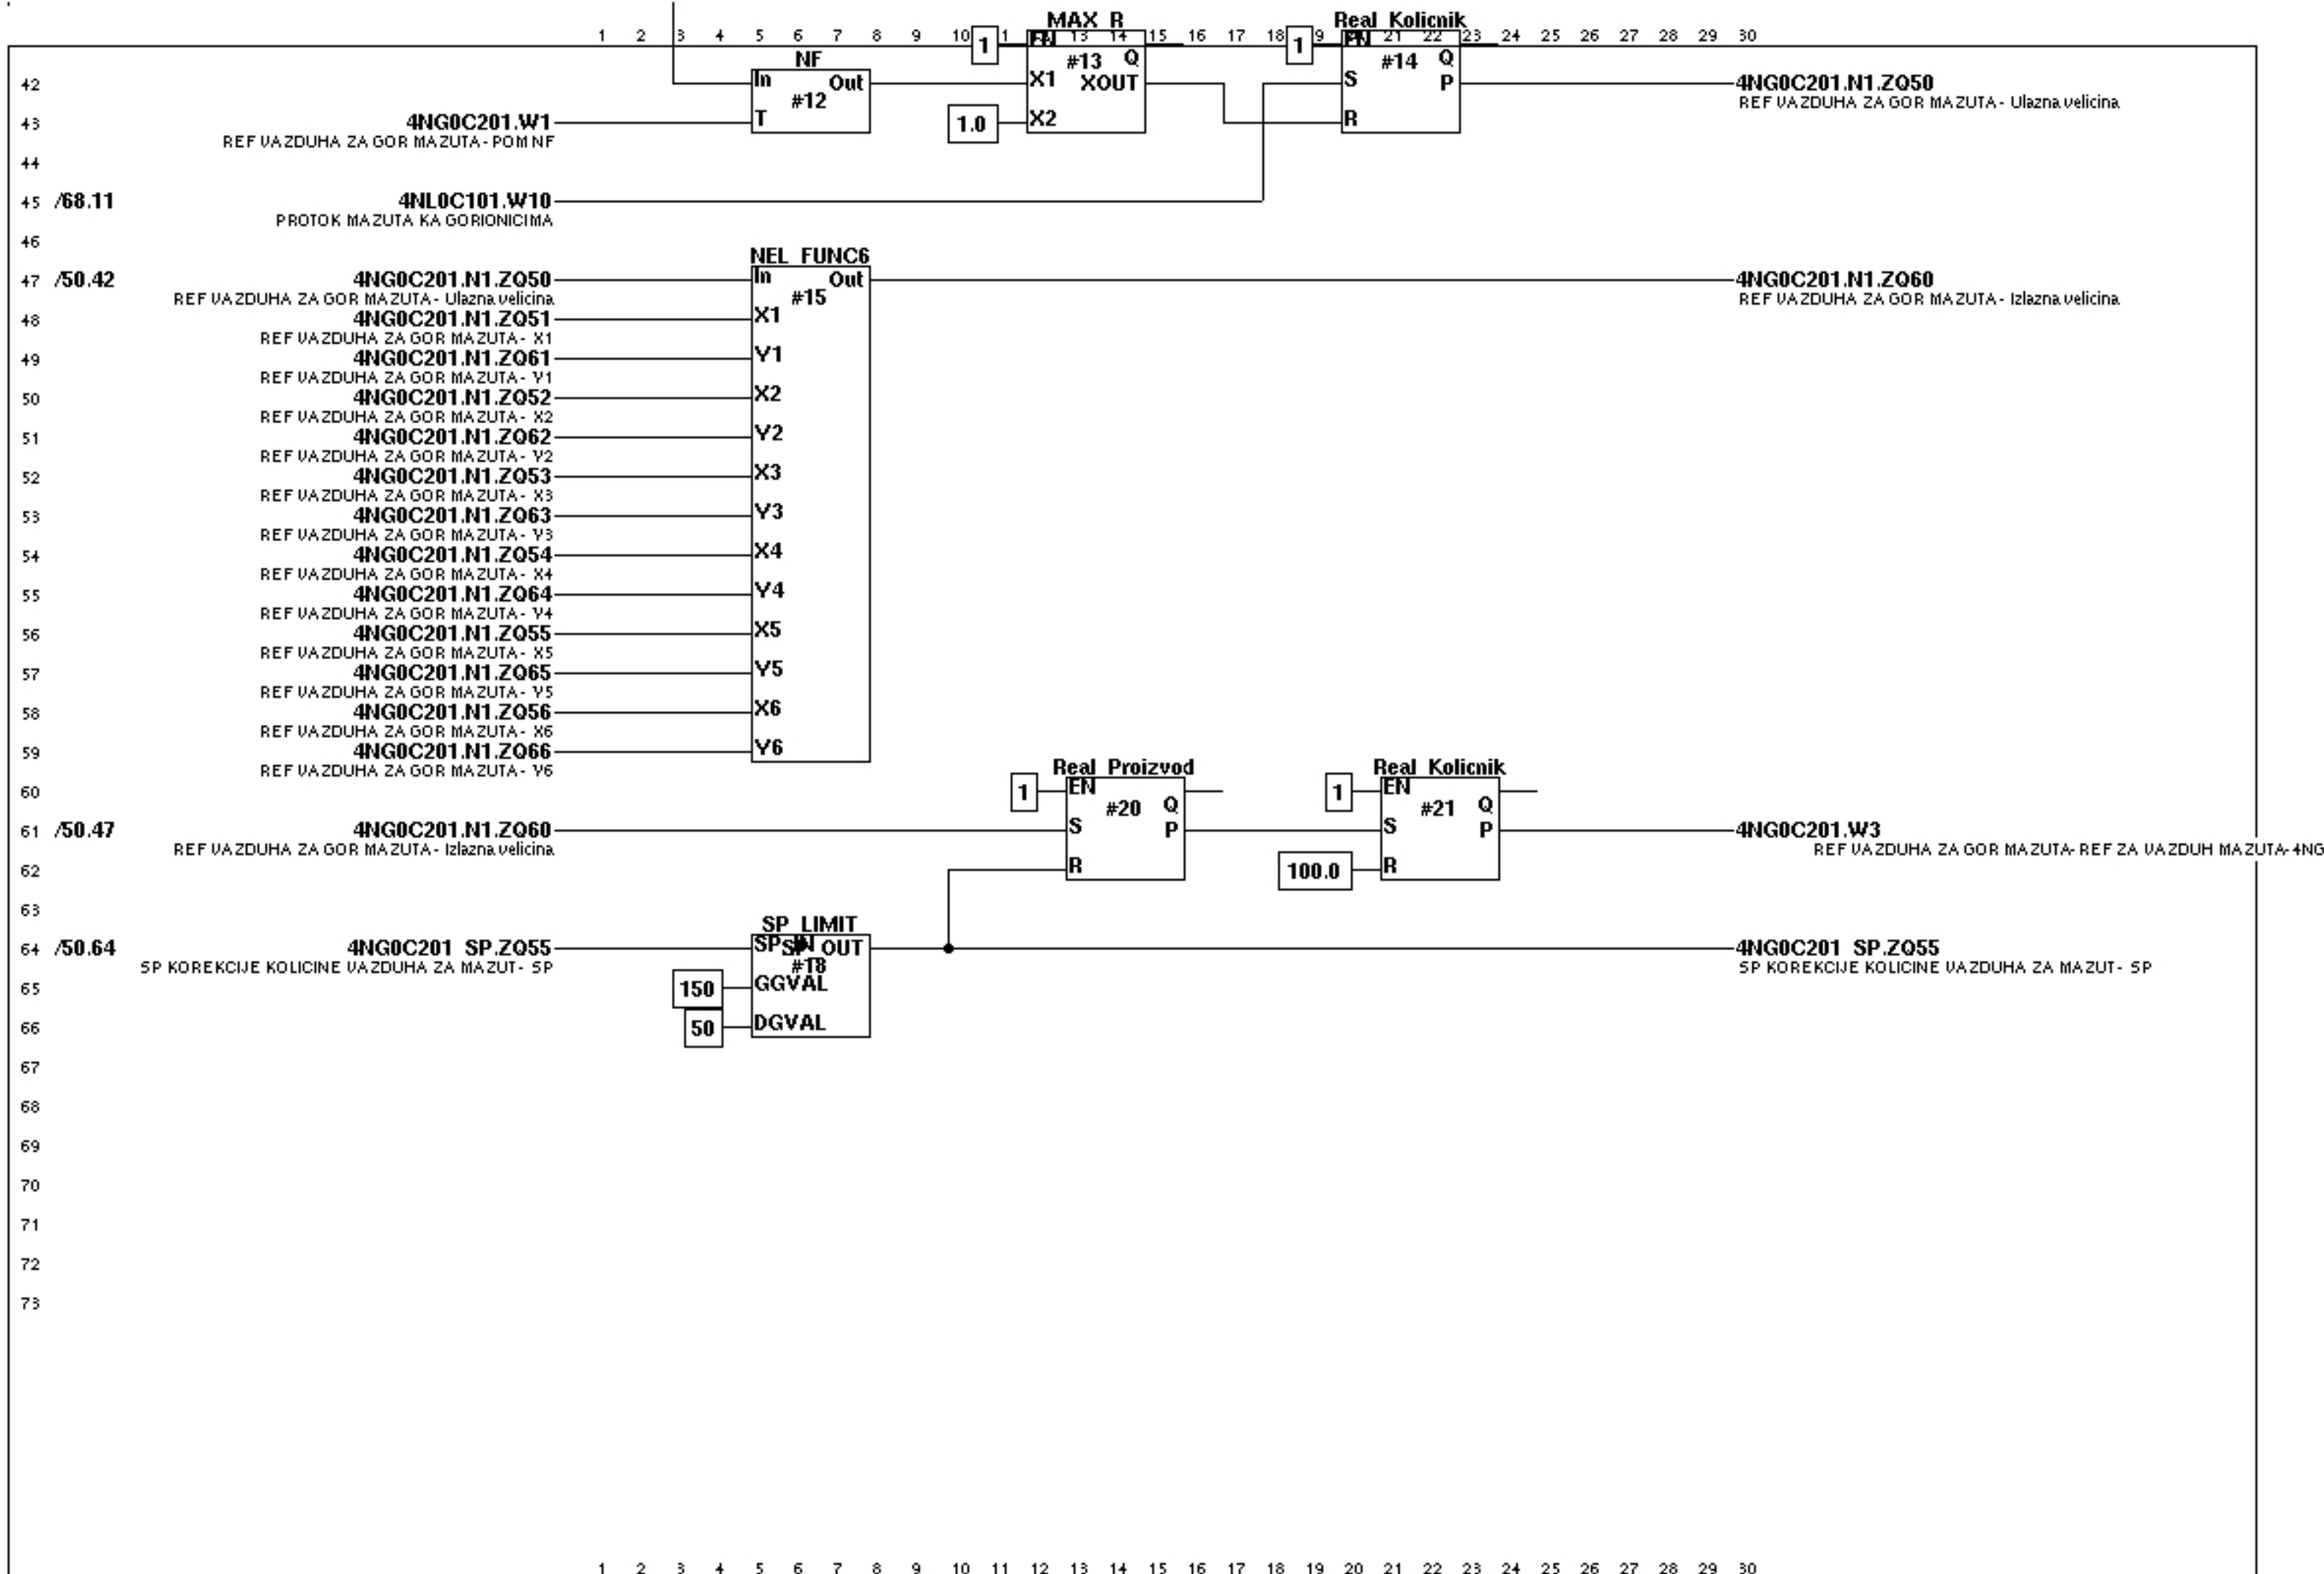 MAX_R Real_Kolicnik
1 2 3 4 5 6 7 8 9 10 1 13 14 15 16 17 18 9 21 22 23 24 25 26 27 28 29 30
1 EN 1 EN
NF #13 Q #14 Q
42 In Out X1 XOUT S P 4NG0C201.N1.ZQ50
#12 REF VAZDUHA ZA GOR MAZUTA- Ulazna velicina
43 4NG0C201.W1 T 1.0 X2 R
REF VAZDUHA ZA GOR MAZUTA- POM NF
44
45 /68.11 4NL0C101.W10
PROTOK MAZUTA KA GORIONICIMA
46
NEL_FUNC6
47 /50.42 4NG0C201.N1.ZQ50 In Out 4NG0C201.N1.ZQ60
REF VAZDUHA ZA GOR MAZUTA- Ulazna velicina #15 REF VAZDUHA ZA GOR MAZUTA- Izlazna velicina
48 4NG0C201.N1.ZQ51 X1
REF VAZDUHA ZA GOR MAZUTA- X1
49 4NG0C201.N1.ZQ61 Y1
REF VAZDUHA ZA GOR MAZUTA- Y1
50 4NG0C201.N1.ZQ52 X2
REF VAZDUHA ZA GOR MAZUTA- X2
51 4NG0C201.N1.ZQ62 Y2
REF VAZDUHA ZA GOR MAZUTA- Y2
52 4NG0C201.N1.ZQ53 X3
REF VAZDUHA ZA GOR MAZUTA- X3
53 4NG0C201.N1.ZQ63 Y3
REF VAZDUHA ZA GOR MAZUTA- Y3
54 4NG0C201.N1.ZQ54 X4
REF VAZDUHA ZA GOR MAZUTA- X4
55 4NG0C201.N1.ZQ64 Y4
REF VAZDUHA ZA GOR MAZUTA- Y4
56 4NG0C201.N1.ZQ55 X5
REF VAZDUHA ZA GOR MAZUTA- X5
57 4NG0C201.N1.ZQ65 Y5
REF VAZDUHA ZA GOR MAZUTA- Y5
58 4NG0C201.N1.ZQ56 X6
REF VAZDUHA ZA GOR MAZUTA- X6
59 4NG0C201.N1.ZQ66 Y6
REF VAZDUHA ZA GOR MAZUTA- Y6
Real_Proizvod Real_Kolicnik
60 1 EN 1 EN
#20 Q #21 Q
61 /50.47 4NG0C201.N1.ZQ60 S P S P 4NG0C201.W3
REF VAZDUHA ZA GOR MAZUTA- Izlazna velicina REF VAZDUHA ZA GOR MAZUTA- REF ZA VAZDUH MAZUTA- 4NG
62 R 100.0 R
63
SP_LIMIT
64 /50.64 4NG0C201_SP.ZQ55 SP_IN SP_OUT 4NG0C201_SP.ZQ55
SP KOREKCIJE KOLICINE VAZDUHA ZA MAZUT- SP #18 SP KOREKCIJE KOLICINE VAZDUHA ZA MAZUT- SP
65 150 GGVAL
66 50 DGVAL
67
68
69
70
71
72
73
1 2 3 4 5 6 7 8 9 10 11 12 13 14 15 16 17 18 19 20 21 22 23 24 25 26 27 28 29 30